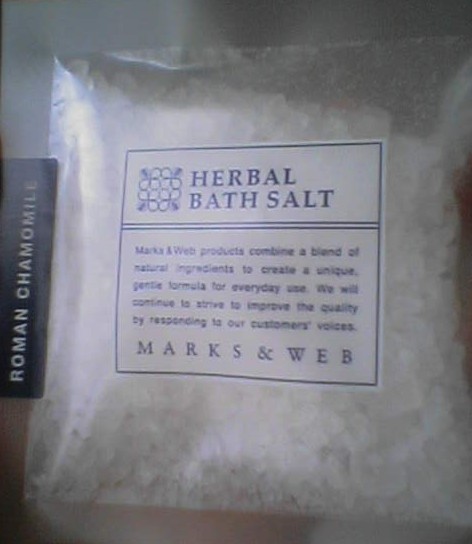 ROMAN CHAMOMILE
HERBAL
BATH SALT
Marks & Web products combine a blend of
natural ingredients to create a unique,
gentle formula for everyday use. We will
continue to strive to improve the quality
by responding to our customers' voices.
MARKS & WEB